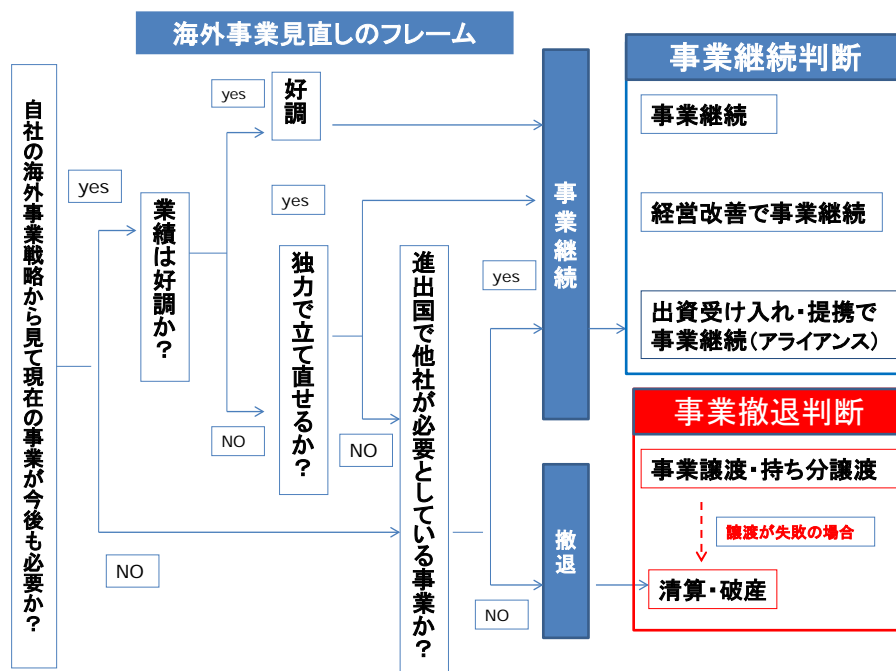 海外事業見直しのフレーム
自社の海外事業戦略から見て現在の事業が今後も必要か？
yes
NO
業績は好調か？
yes
好調
NO
yes
独力で立て直せるか？
NO
進出国で他社が必要としている事業か？
yes
NO
事業継続
撤退
事業継続判断
事業継続
経営改善で事業継続
出資受け入れ・提携で
事業継続(アライアンス)
事業撤退判断
事業譲渡・持ち分譲渡
譲渡が失敗の場合
清算・破産